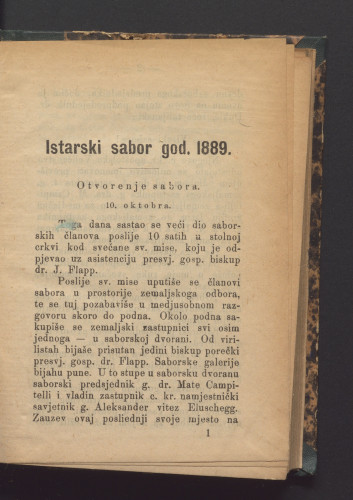 Istarski sabor god. 1889.
Otvorenje sabora.
10. oktobra.
Toga dana sastao se veći dio sabor-
skih članova poslije 10 satih u stolnoj
crkvi kod svečane sv. mise, koju je od-
pjevao uz asistenciju presvj. gosp. biskup
dr. J. Flapp.
Poslije sv. mise uputiše se članovi
sabora u prostorije zemaljskoga odbora,
te se tuj pozabaviše u medjusobnom raz-
govoru skoro do podna. Okolo podna sa-
kupiše se zemaljski zastupnici svi osim
jednoga — u saborskoj dvorani. Od viri-
listah bijaše prisutan jedini biskup porečki
presvj. gosp. dr. Flapp. Saborske galerije
bijahu pune. U to stupe u saborsku dvoranu
saborski predsjednik g. dr. Mate Campi-
telli i vladin zastupnik c. kr. namjestnički
savjetnik g. Aleksander vitez Eluschegg.
Zauzev ovaj posliednji svoje mjesto na
1